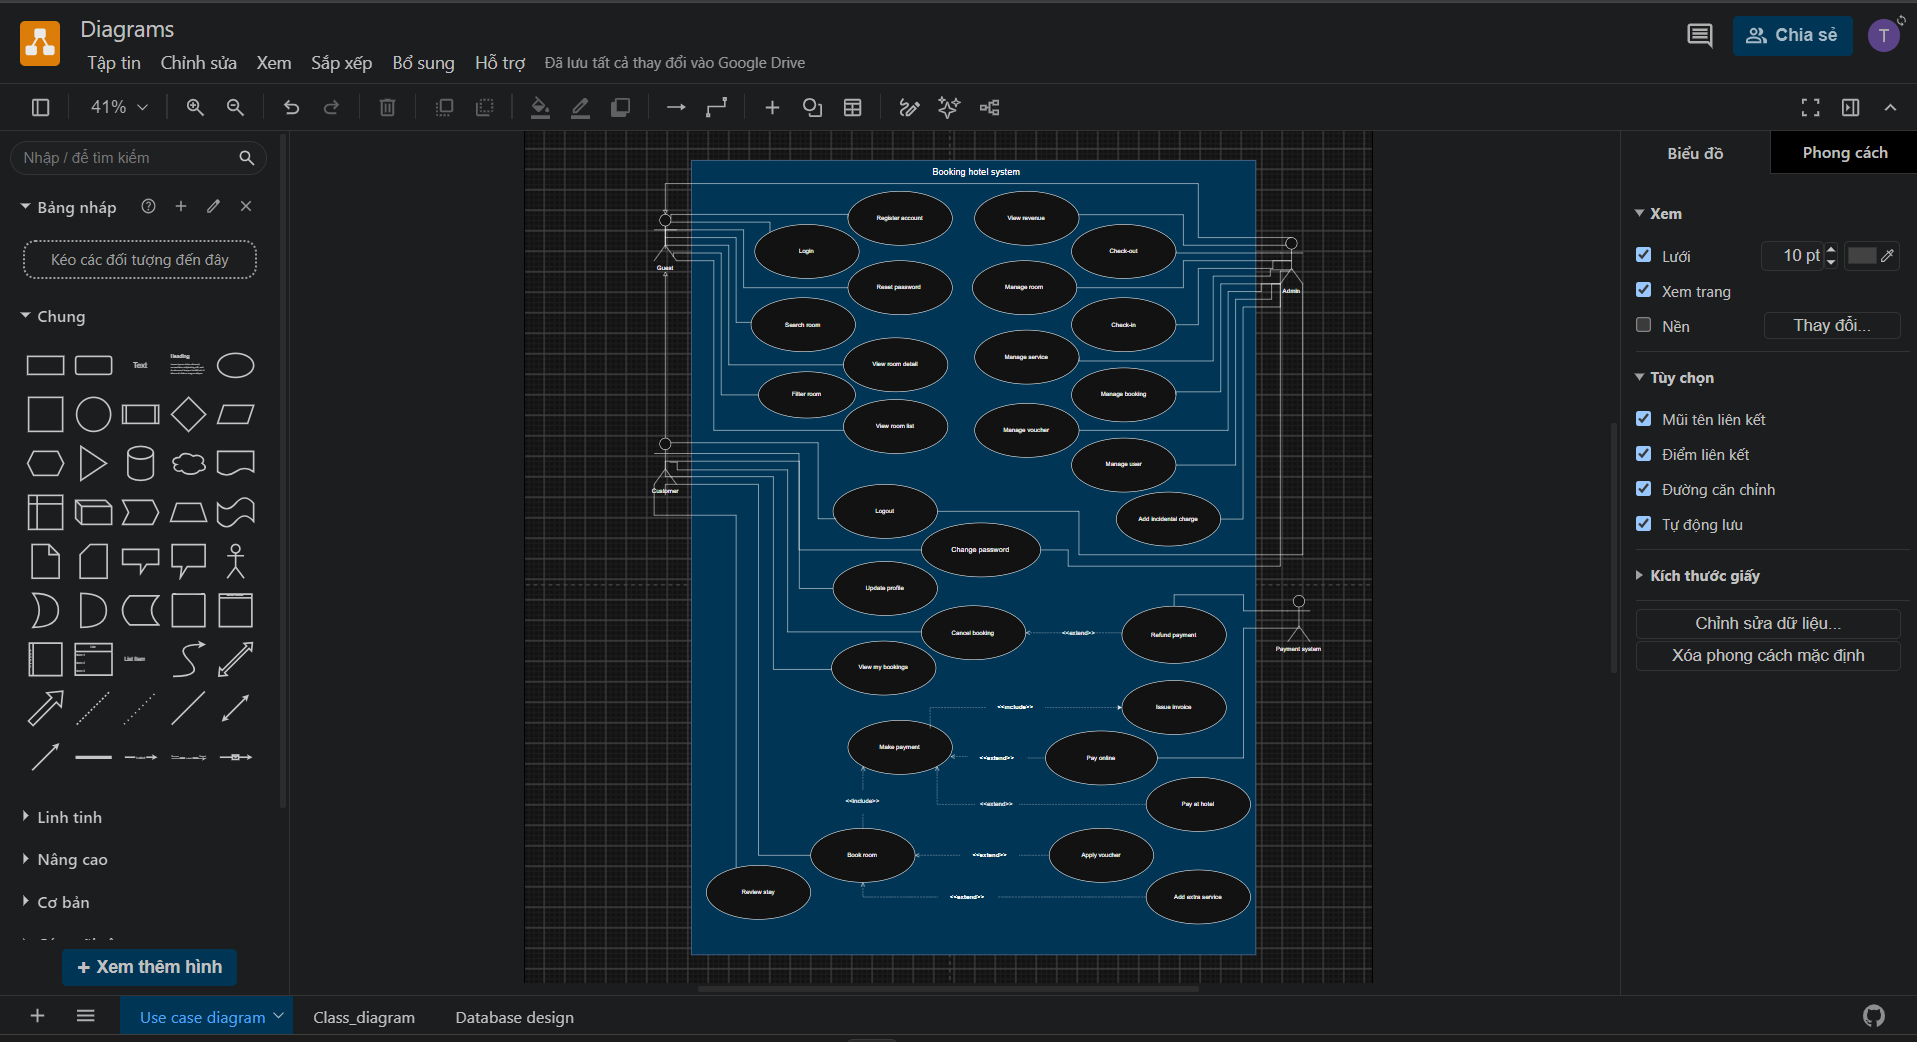 Diagrams
Tập tin Chỉnh sửa Xem Sắp xếp Bổ sung Hỗ trợ Đã lưu tất cả thay đổi vào Google Drive
Chia sẻ
T
41%
Nhập / để tìm kiếm
Bảng nháp
Kéo các đối tượng đến đây
Chung
Text
Heading
List Item
Linh tinh
Nâng cao
Cơ bản
+ Xem thêm hình
Booking hotel system
Register account
View revenue
Login
Check-out
Guest
Reset password
Manage room
Admin
Search room
Check-in
View room detail
Manage service
Filter room
Manage booking
View room list
Manage voucher
Manage user
Customer
Logout
Add incidental charge
Change password
Update profile
Cancel booking
<<extend>>
Refund payment
Payment system
View my bookings
<<include>>
Issue invoice
Make payment
<<extend>>
Pay online
<<include>>
<<extend>>
Pay at hotel
Book room
<<extend>>
Apply voucher
Review stay
<<extend>>
Add extra service
Biểu đồ
Phong cách
Xem
Lưới
10 pt
Xem trang
Nền
Thay đổi...
Tùy chọn
Mũi tên liên kết
Điểm liên kết
Đường căn chỉnh
Tự động lưu
Kích thước giấy
Chỉnh sửa dữ liệu...
Xóa phong cách mặc định
Use case diagram
Class_diagram
Database design